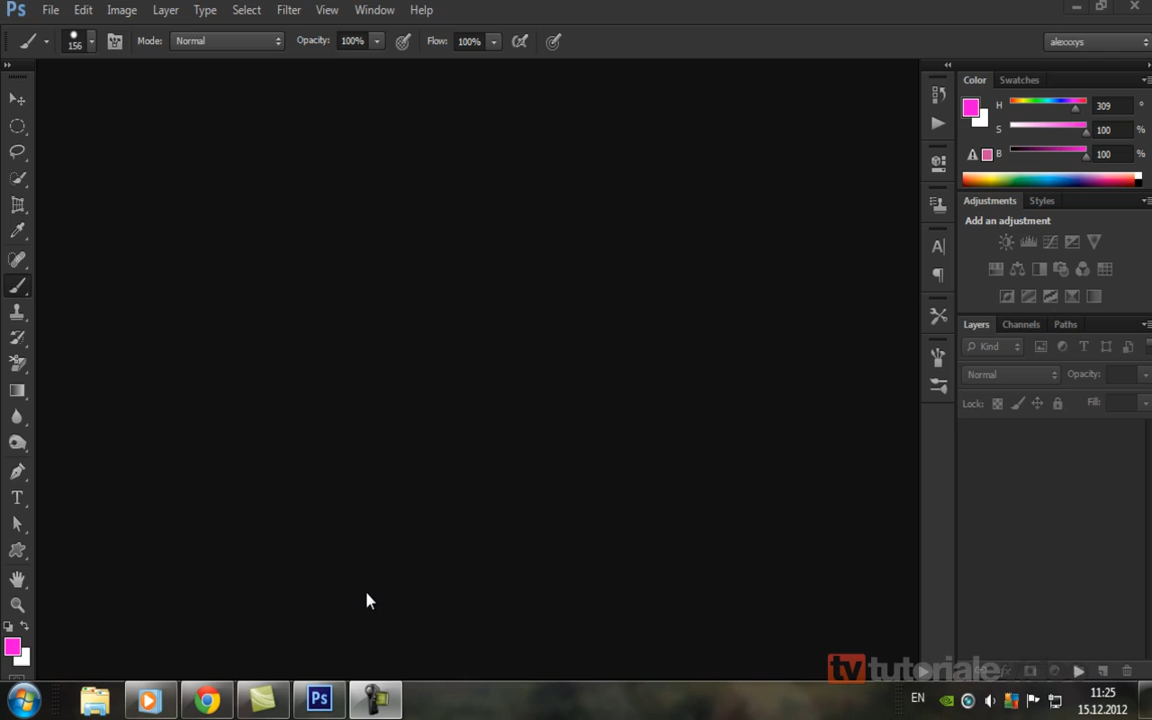 Ps File Edit Image Layer Type Select Filter View Window Help
156 Mode: Normal Opacity: 100% Flow: 100% alexxxys
Color Swatches
H 309 °
S 100 %
B 100 %
Adjustments Styles
Add an adjustment
Layers Channels Paths
Kind
Normal Opacity:
Lock: Fill:
tvtutoriale
Ps EN 11:25
15.12.2012